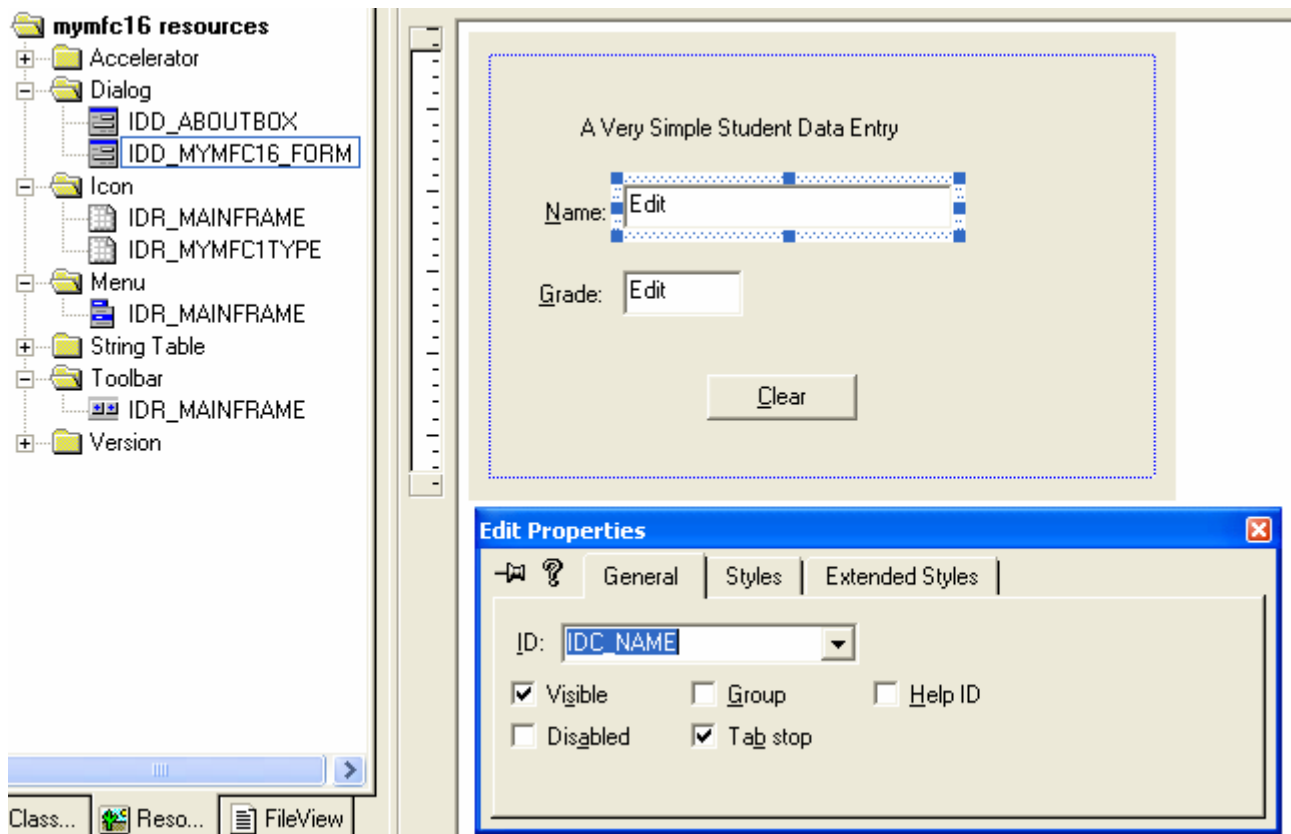 mymfc16 resources
Accelerator
Dialog
IDD_ABOUTBOX
IDD_MYMFC16_FORM
Icon
IDR_MAINFRAME
IDR_MYMFC1TYPE
Menu
IDR_MAINFRAME
String Table
Toolbar
IDR_MAINFRAME
Version
Class...
Reso...
FileView
A Very Simple Student Data Entry
Name: Edit
Grade: Edit
Clear
Edit Properties
General Styles Extended Styles
ID: IDC_NAME
Visible Group Help ID
Disabled Tab stop